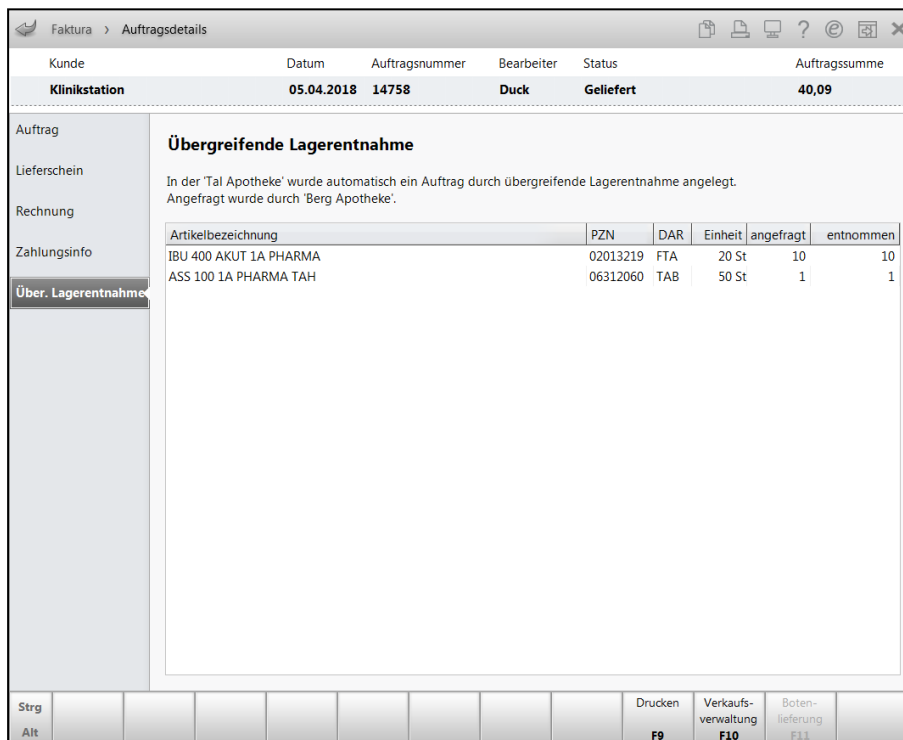 Faktura › Auftragsdetails ?
Kunde Datum Auftragsnummer Bearbeiter Status Auftragssumme
Klinikstation 05.04.2018 14758 Duck Geliefert 40,09
Auftrag
Lieferschein
Rechnung
Zahlungsinfo
Über. Lagerentnahme
Übergreifende Lagerentnahme
In der 'Tal Apotheke' wurde automatisch ein Auftrag durch übergreifende Lagerentnahme angelegt.
Angefragt wurde durch 'Berg Apotheke'.
Artikelbezeichnung PZN DAR Einheit angefragt entnommen
IBU 400 AKUT 1A PHARMA 02013219 FTA 20 St 10 10
ASS 100 1A PHARMA TAH 06312060 TAB 50 St 1 1
Strg
Alt
Drucken
F9
Verkaufs-
verwaltung
F10
Boten-
lieferung
F11